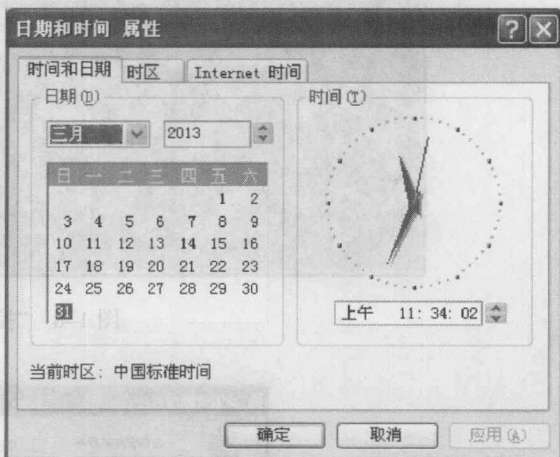 日期和时间 属性
时间和日期 时区 Internet 时间
日期(D)
三月 2013
日 一 二 三 四 五 六
1 2
3 4 5 6 7 8 9
10 11 12 13 14 15 16
17 18 19 20 21 22 23
24 25 26 27 28 29 30
31
时间(T)
上午 11:34:02
当前时区: 中国标准时间
确定 取消 应用(A)